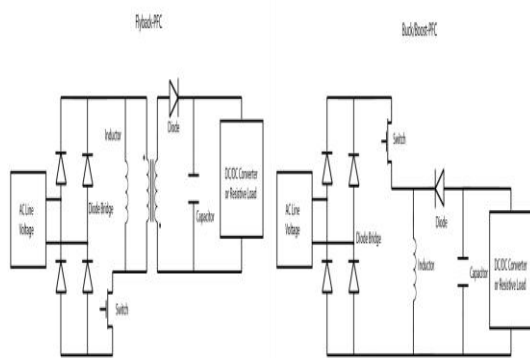 Flyback-PFC
Inductor
Diode
AC Line
Voltage
Diode Bridge
Capacitor
DC/DC Converter
or Resistive Load
Switch
Buck/Boost-PFC
Switch
Diode
AC Line
Voltage
Diode Bridge
Inductor
Capacitor
DC/DC Converter
or Resistive Load